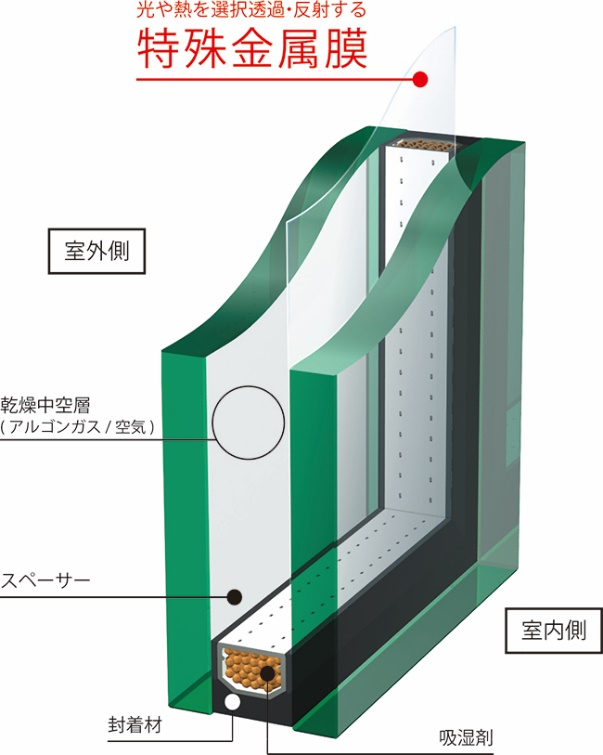 光や熱を選択透過・反射する
特殊金属膜
室外側
乾燥中空層
(アルゴンガス/空気)
スペーサー
室内側
封着材
吸湿剤